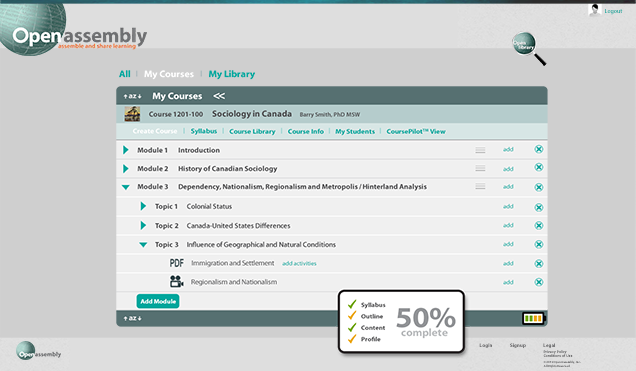 Logout
Openassembly
assemble and share learning
Open library
All | My Courses | My Library
az My Courses <<
Course 1201-100 Sociology in Canada Barry Smith, PhD MSW
Create Course | Syllabus | Course Library | Course Info | My Students | CoursePilot™ View
Module 1 Introduction add
Module 2 History of Canadian Sociology add
Module 3 Dependency, Nationalism, Regionalism and Metropolis / Hinterland Analysis add
Topic 1 Colonial Status add
Topic 2 Canada-United States Differences add
Topic 3 Influence of Geographical and Natural Conditions add
PDF Immigration and Settlement add activities
Regionalism and Nationalism
Add Module
az
Syllabus
Outline
Content
Profile
50%
complete
Openassembly
Login Signup Legal
Privacy Policy
Conditions of Use